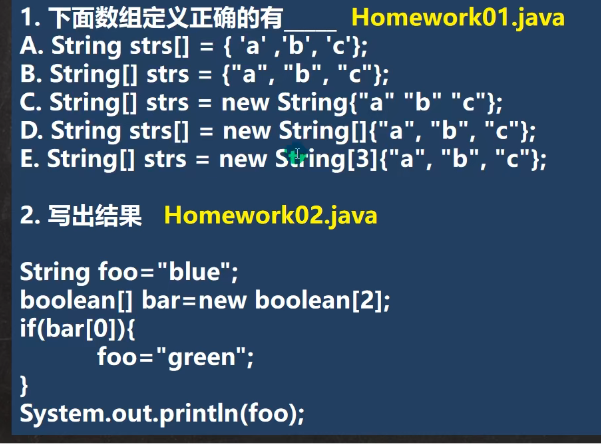 1. 下面数组定义正确的有_____ Homework01.java
A. String strs[] = { 'a' ,'b', 'c'};
B. String[] strs = {"a", "b", "c"};
C. String[] strs = new String{"a" "b" "c"};
D. String strs[] = new String[]{"a", "b", "c"};
E. String[] strs = new String[3]{"a", "b", "c"};
2. 写出结果 Homework02.java
String foo="blue";
boolean[] bar=new boolean[2];
if(bar[0]){
foo="green";
}
System.out.println(foo);